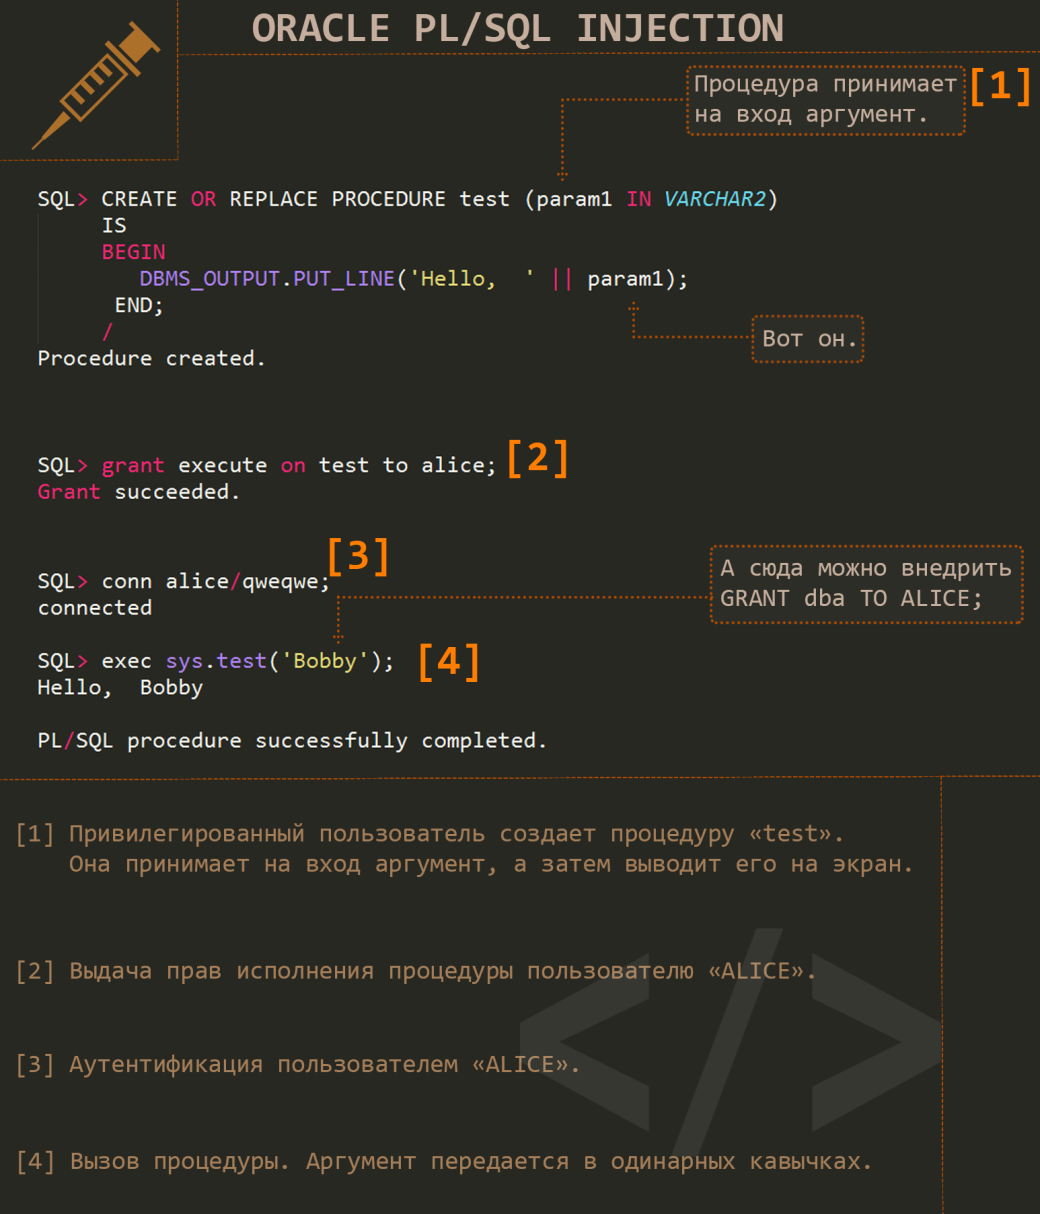 ORACLE PL/SQL INJECTION
Процедура принимает [1]
на вход аргумент.
SQL> CREATE OR REPLACE PROCEDURE test (param1 IN VARCHAR2)
IS
BEGIN
DBMS_OUTPUT.PUT_LINE('Hello,  ' || param1);
END;
/
Вот он.
Procedure created.
SQL> grant execute on test to alice; [2]
Grant succeeded.
[3]
SQL> conn alice/qweqwe;
connected
А сюда можно внедрить
GRANT dba TO ALICE;
SQL> exec sys.test('Bobby'); [4]
Hello,  Bobby
PL/SQL procedure successfully completed.
[1] Привилегированный пользователь создает процедуру «test».
Она принимает на вход аргумент, а затем выводит его на экран.
[2] Выдача прав исполнения процедуры пользователю «ALICE».
[3] Аутентификация пользователем «ALICE».
[4] Вызов процедуры. Аргумент передается в одинарных кавычках.